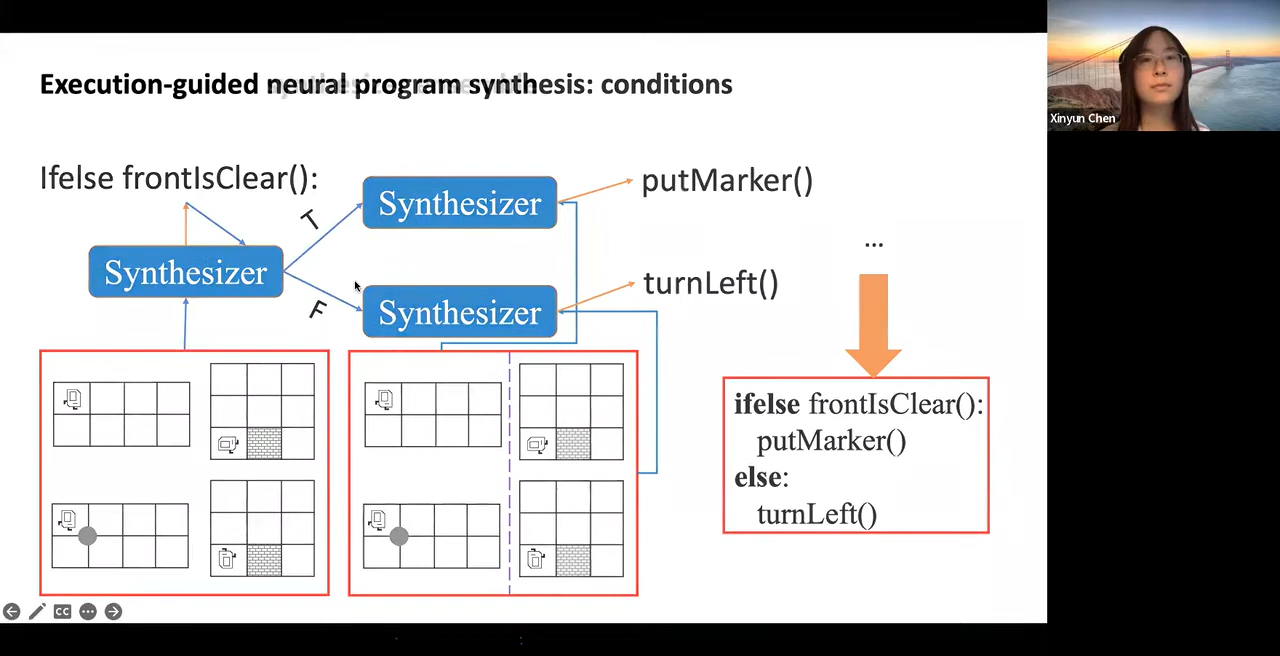 Execution-guided neural program synthesis: conditions
Xinyun Chen
Ifelse frontIsClear():
putMarker()
T
Synthesizer
...
Synthesizer
turnLeft()
F
Synthesizer
ifelse frontIsClear():
putMarker()
else:
turnLeft()
CC